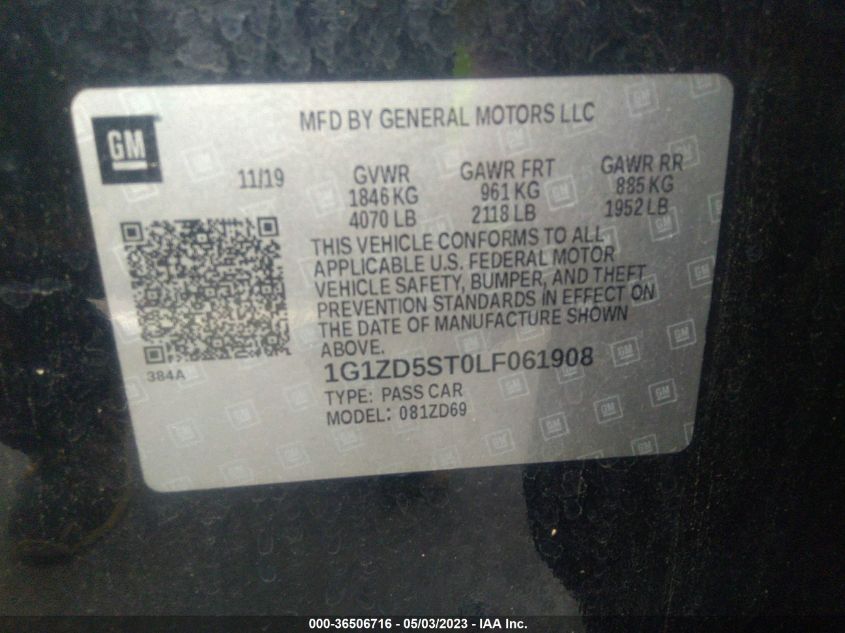 MFD BY GENERAL MOTORS LLC
GM
11/19
GVWR GAWR FRT GAWR RR
1846 KG 961 KG 885 KG
4070 LB 2118 LB 1952 LB
THIS VEHICLE CONFORMS TO ALL
APPLICABLE U.S. FEDERAL MOTOR
VEHICLE SAFETY, BUMPER, AND THEFT
PREVENTION STANDARDS IN EFFECT ON
THE DATE OF MANUFACTURE SHOWN
ABOVE.
384A
1G1ZD5ST0LF061908
TYPE: PASS CAR
MODEL: 081ZD69
000-36506716 - 05/03/2023 - IAA Inc.